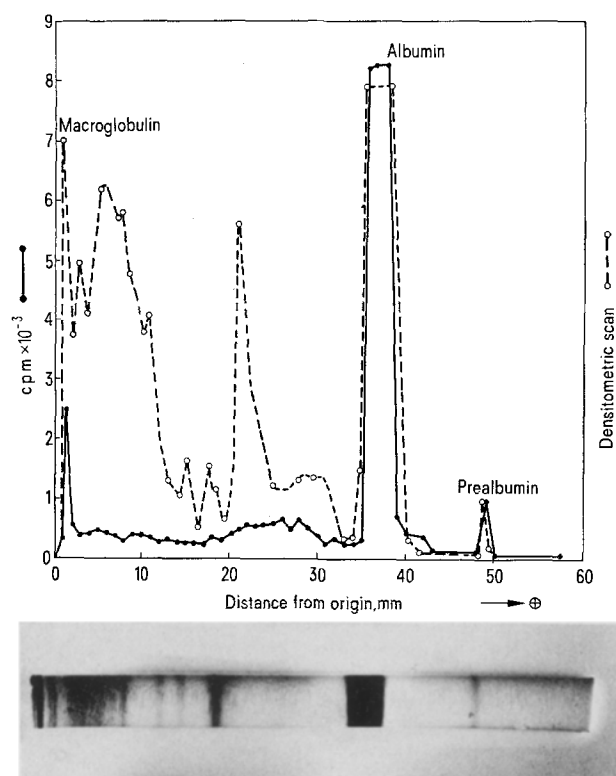 9
8
7
6
5
4
3
2
1
0
cpm×10⁻³
Macroglobulin
Albumin
Prealbumin
Densitometric scan
0 10 20 30 40 50 60
Distance from origin, mm ⊕